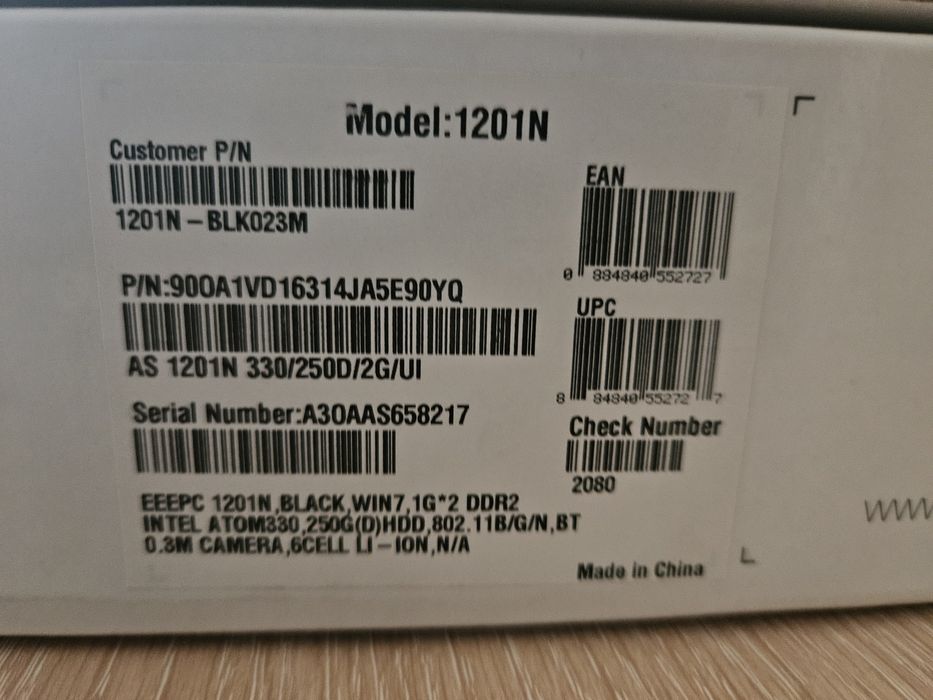 Model:1201N
Customer P/N
1201N-BLK023M
P/N:90OA1VD16314JA5E90YQ
AS 1201N 330/250D/2G/UI
Serial Number:A3OAAS658217
EEEPC 1201N,BLACK,WIN7,1G*2 DDR2
INTEL ATOM330,250G(D)HDD,802.11B/G/N,BT
0.3M CAMERA,6CELL LI-ION,N/A
EAN
0 884840 552727
UPC
8 84840 55272 7
Check Number
2080
Made in China
www